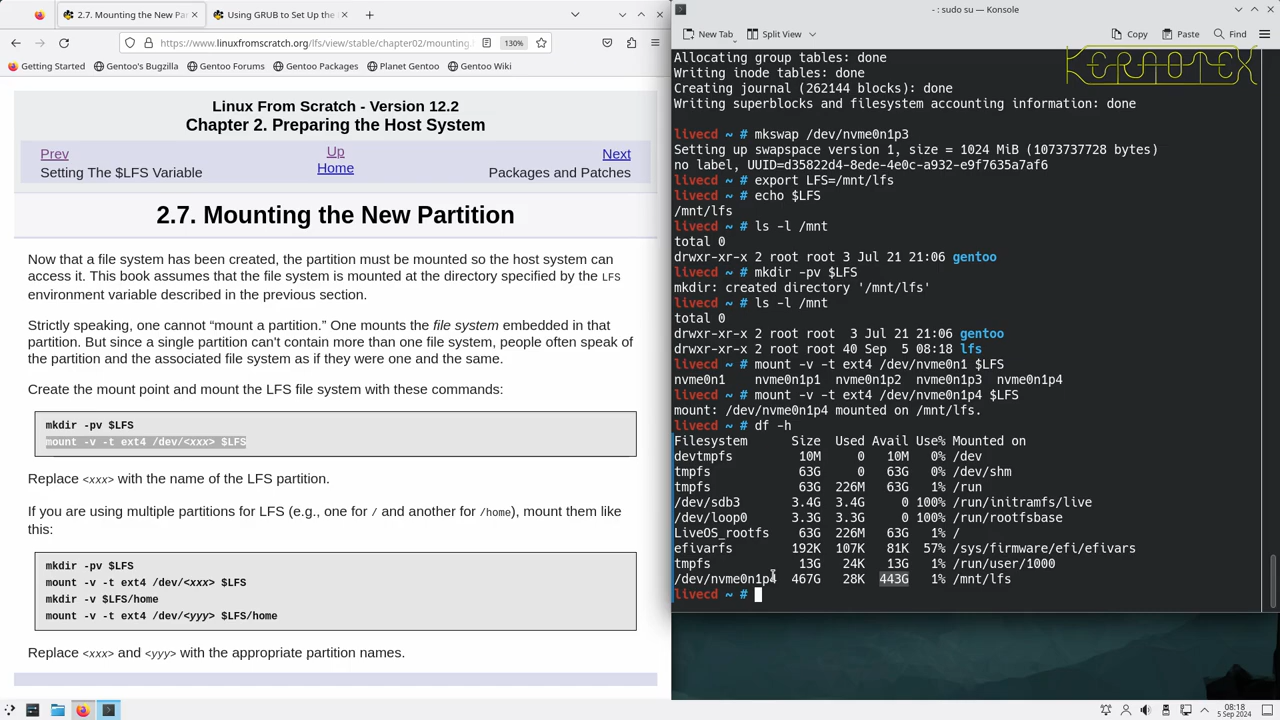 2.7. Mounting the New Par
Using GRUB to Set Up the
https://www.linuxfromscratch.org/lfs/view/stable/chapter02/mounting.
130%
Getting Started
Gentoo's Bugzilla
Gentoo Forums
Gentoo Packages
Planet Gentoo
Gentoo Wiki
Linux From Scratch - Version 12.2
Chapter 2. Preparing the Host System
Prev
Up
Next
Setting The $LFS Variable
Home
Packages and Patches
2.7. Mounting the New Partition
Now that a file system has been created, the partition must be mounted so the host system can
access it. This book assumes that the file system is mounted at the directory specified by the LFS
environment variable described in the previous section.
Strictly speaking, one cannot “mount a partition.” One mounts the file system embedded in that
partition. But since a single partition can't contain more than one file system, people often speak of
the partition and the associated file system as if they were one and the same.
Create the mount point and mount the LFS file system with these commands:
mkdir -pv $LFS
mount -v -t ext4 /dev/<xxx> $LFS
Replace <xxx> with the name of the LFS partition.
If you are using multiple partitions for LFS (e.g., one for / and another for /home), mount them like
this:
mkdir -pv $LFS
mount -v -t ext4 /dev/<xxx> $LFS
mkdir -v $LFS/home
mount -v -t ext4 /dev/<yyy> $LFS/home
Replace <xxx> and <yyy> with the appropriate partition names.
- : sudo su — Konsole
New Tab
Split View
Copy
Paste
Find
KERNOTEX
Allocating group tables: done
Writing inode tables: done
Creating journal (262144 blocks): done
Writing superblocks and filesystem accounting information: done
livecd ~ # mkswap /dev/nvme0n1p3
Setting up swapspace version 1, size = 1024 MiB (1073737728 bytes)
no label, UUID=d35822d4-8ede-4e0c-a932-e9f7635a7af6
livecd ~ # export LFS=/mnt/lfs
livecd ~ # echo $LFS
/mnt/lfs
livecd ~ # ls -l /mnt
total 0
drwxr-xr-x 2 root root 3 Jul 21 21:06 gentoo
livecd ~ # mkdir -pv $LFS
mkdir: created directory '/mnt/lfs'
livecd ~ # ls -l /mnt
total 0
drwxr-xr-x 2 root root  3 Jul 21 21:06 gentoo
drwxr-xr-x 2 root root 40 Sep  5 08:18 lfs
livecd ~ # mount -v -t ext4 /dev/nvme0n1 $LFS
nvme0n1    nvme0n1p1  nvme0n1p2  nvme0n1p3  nvme0n1p4
livecd ~ # mount -v -t ext4 /dev/nvme0n1p4 $LFS
mount: /dev/nvme0n1p4 mounted on /mnt/lfs.
livecd ~ # df -h
Filesystem      Size  Used Avail Use% Mounted on
devtmpfs         10M     0   10M   0% /dev
tmpfs            63G     0   63G   0% /dev/shm
tmpfs            63G  226M   63G   1% /run
/dev/sdb3       3.4G  3.4G     0 100% /run/initramfs/live
/dev/loop0      3.3G  3.3G     0 100% /run/rootfsbase
LiveOS_rootfs    63G  226M   63G   1% /
efivarfs        192K  107K   81K  57% /sys/firmware/efi/efivars
tmpfs            13G   24K   13G   1% /run/user/1000
/dev/nvme0n1p4  467G   28K  443G   1% /mnt/lfs
livecd ~ #
08:18
5 Sep 2024